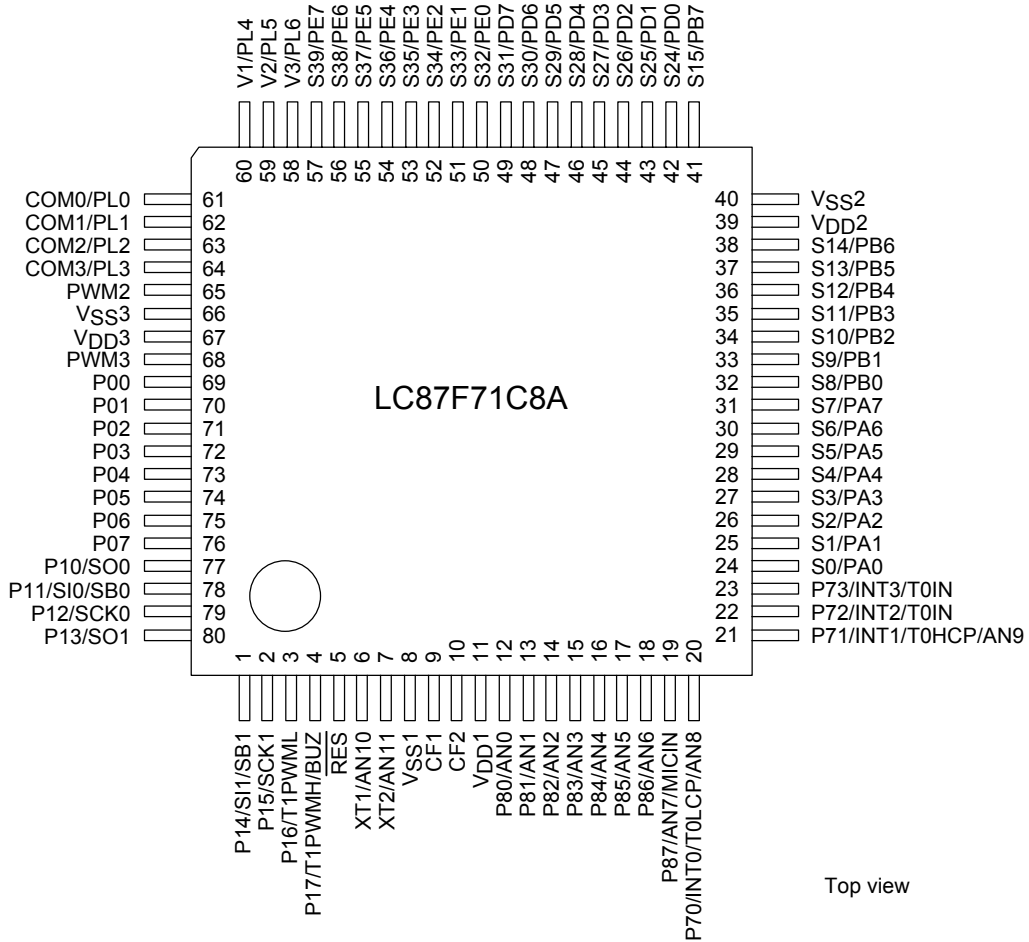 V1/PL4
V2/PL5
V3/PL6
S39/PE7
S38/PE6
S37/PE5
S36/PE4
S35/PE3
S34/PE2
S33/PE1
S32/PE0
S31/PD7
S30/PD6
S29/PD5
S28/PD4
S27/PD3
S26/PD2
S25/PD1
S24/PD0
S15/PB7
60
59
58
57
56
55
54
53
52
51
50
49
48
47
46
45
44
43
42
41
COM0/PL0 61
COM1/PL1 62
COM2/PL2 63
COM3/PL3 64
PWM2 65
VSS3 66
VDD3 67
PWM3 68
P00 69
P01 70
P02 71
P03 72
P04 73
P05 74
P06 75
P07 76
P10/SO0 77
P11/SI0/SB0 78
P12/SCK0 79
P13/SO1 80
LC87F71C8A
40 VSS2
39 VDD2
38 S14/PB6
37 S13/PB5
36 S12/PB4
35 S11/PB3
34 S10/PB2
33 S9/PB1
32 S8/PB0
31 S7/PA7
30 S6/PA6
29 S5/PA5
28 S4/PA4
27 S3/PA3
26 S2/PA2
25 S1/PA1
24 S0/PA0
23 P73/INT3/T0IN
22 P72/INT2/T0IN
21 P71/INT1/T0HCP/AN9
1
2
3
4
5
6
7
8
9
10
11
12
13
14
15
16
17
18
19
20
P14/SI1/SB1
P15/SCK1
P16/T1PWML
P17/T1PWMH/BUZ
RES
XT1/AN10
XT2/AN11
VSS1
CF1
CF2
VDD1
P80/AN0
P81/AN1
P82/AN2
P83/AN3
P84/AN4
P85/AN5
P86/AN6
P87/AN7/MICIN
P70/INT0/T0LCP/AN8
Top view